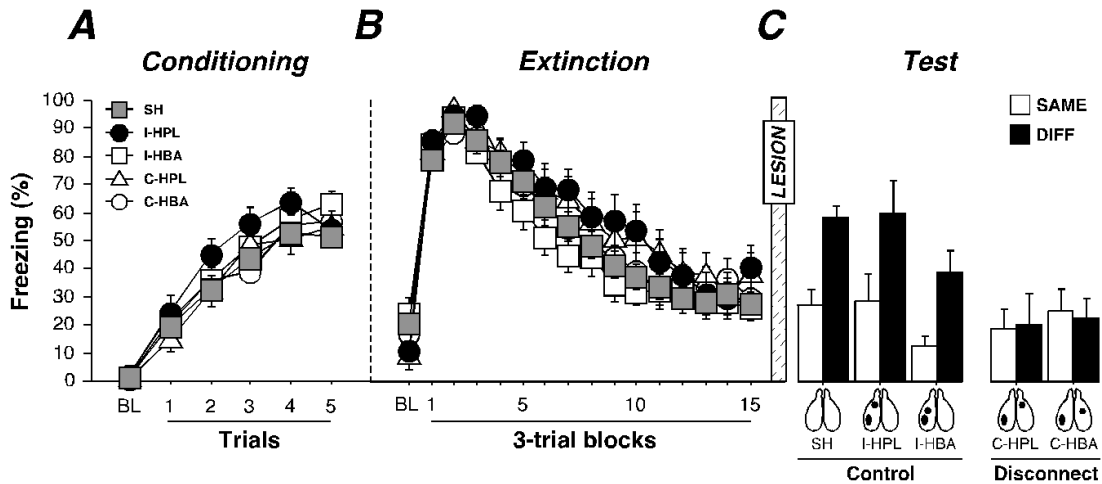 A
Conditioning
B
Extinction
C
Test
Freezing (%)
100
90
80
70
60
50
40
30
20
10
0
SH
I-HPL
I-HBA
C-HPL
C-HBA
BL 1 2 3 4 5
Trials
BL 1 5 10 15
3-trial blocks
LESION
SAME
DIFF
SH I-HPL I-HBA C-HPL C-HBA
Control Disconnect